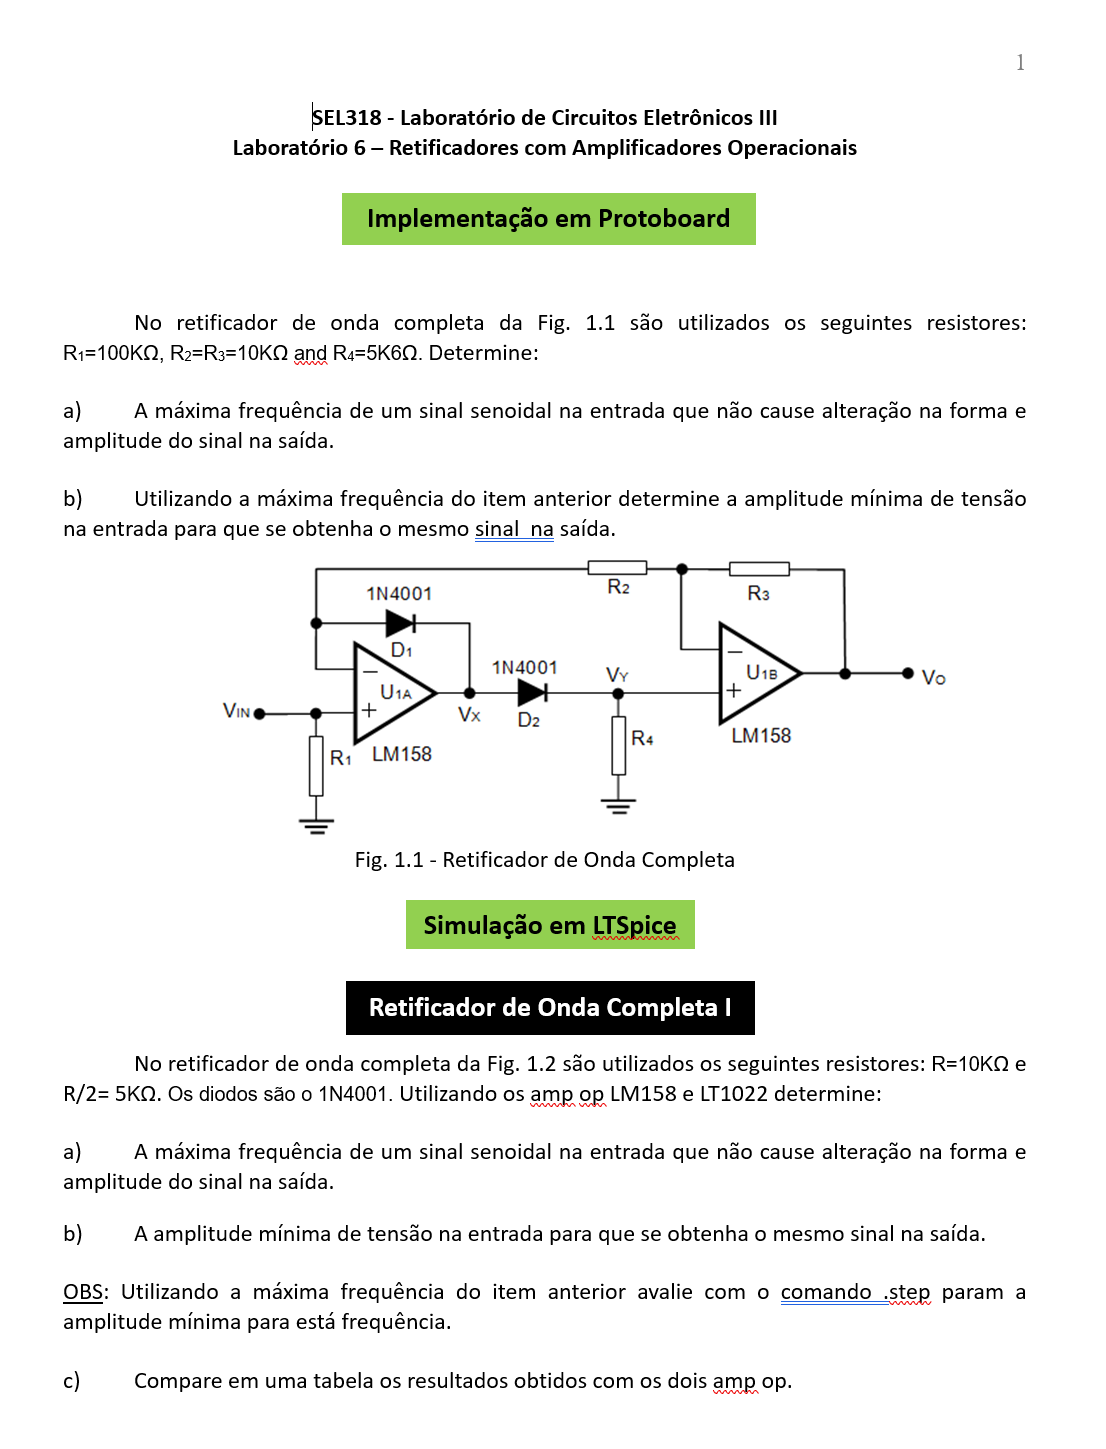 1
SEL318 - Laboratório de Circuitos Eletrônicos III
Laboratório 6 – Retificadores com Amplificadores Operacionais
Implementação em Protoboard
No retificador de onda completa da Fig. 1.1 são utilizados os seguintes resistores:
R1=100KΩ, R2=R3=10KΩ and R4=5K6Ω. Determine:
a) A máxima frequência de um sinal senoidal na entrada que não cause alteração na forma e
amplitude do sinal na saída.
b) Utilizando a máxima frequência do item anterior determine a amplitude mínima de tensão
na entrada para que se obtenha o mesmo sinal na saída.
R2
R3
1N4001
D1
1N4001
VY
U1A
U1B
VO
VIN
VX
D2
R4
LM158
R1
LM158
Fig. 1.1 - Retificador de Onda Completa
Simulação em LTSpice
Retificador de Onda Completa I
No retificador de onda completa da Fig. 1.2 são utilizados os seguintes resistores: R=10KΩ e
R/2= 5KΩ. Os diodos são o 1N4001. Utilizando os amp op LM158 e LT1022 determine:
a) A máxima frequência de um sinal senoidal na entrada que não cause alteração na forma e
amplitude do sinal na saída.
b) A amplitude mínima de tensão na entrada para que se obtenha o mesmo sinal na saída.
OBS: Utilizando a máxima frequência do item anterior avalie com o comando .step param a
amplitude mínima para está frequência.
c) Compare em uma tabela os resultados obtidos com os dois amp op.